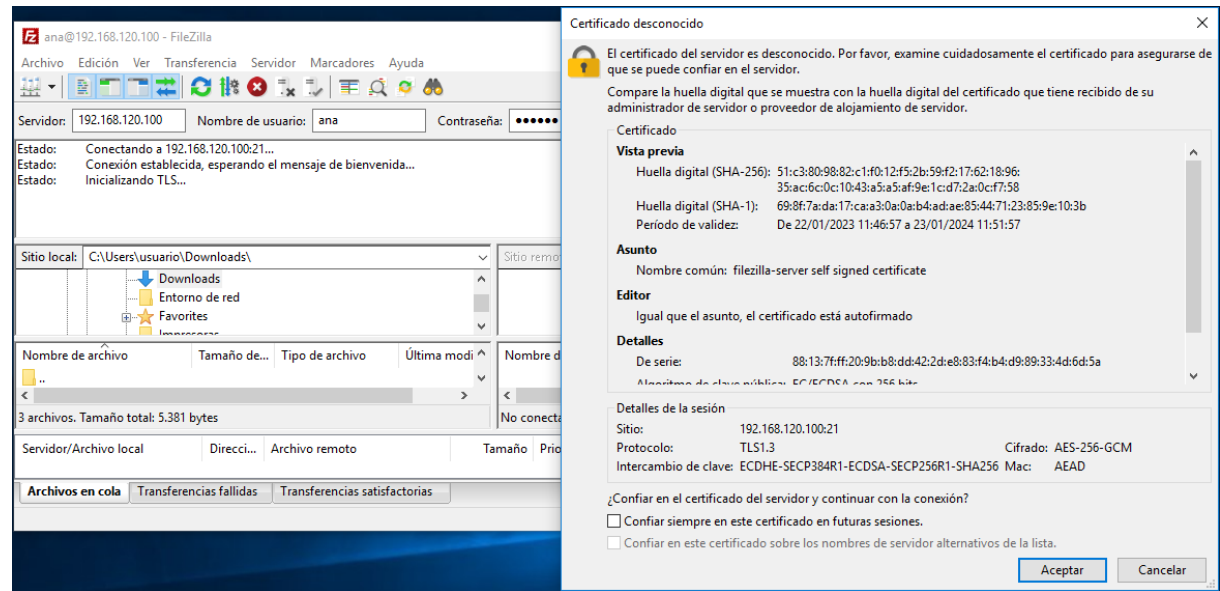 ana@192.168.120.100 - FileZilla
Archivo Edición Ver Transferencia Servidor Marcadores Ayuda
Servidor: 192.168.120.100 Nombre de usuario: ana Contraseña: ●●●●●●
Estado: Conectando a 192.168.120.100:21...
Estado: Conexión establecida, esperando el mensaje de bienvenida...
Estado: Inicializando TLS...
Sitio local: C:\Users\usuario\Downloads\ Sitio remo
Downloads
Entorno de red
Favorites
Impresoras
Nombre de archivo Tamaño de... Tipo de archivo Última modi Nombre d
..
3 archivos. Tamaño total: 5.381 bytes No conecta
Servidor/Archivo local Direcci... Archivo remoto Tamaño Prio
Archivos en cola Transferencias fallidas Transferencias satisfactorias
Certificado desconocido
El certificado del servidor es desconocido. Por favor, examine cuidadosamente el certificado para asegurarse de
que se puede confiar en el servidor.
Compare la huella digital que se muestra con la huella digital del certificado que tiene recibido de su
administrador de servidor o proveedor de alojamiento de servidor.
Certificado
Vista previa
Huella digital (SHA-256): 51:c3:80:98:82:c1:f0:12:f5:2b:59:f2:17:62:18:96:
35:ac:6c:0c:10:43:a5:a5:af:9e:1c:d7:2a:0c:f7:58
Huella digital (SHA-1): 69:8f:7a:da:17:ca:a3:0a:0a:b4:ad:ae:85:44:71:23:85:9e:10:3b
Período de validez: De 22/01/2023 11:46:57 a 23/01/2024 11:51:57
Asunto
Nombre común: filezilla-server self signed certificate
Editor
Igual que el asunto, el certificado está autofirmado
Detalles
De serie: 88:13:7f:ff:20:9b:b8:dd:42:2d:e8:83:f4:b4:d9:89:33:4d:6d:5a
Algoritmo de clave pública: EC/ECDSA con 256 bits
Detalles de la sesión
Sitio: 192.168.120.100:21
Protocolo: TLS1.3 Cifrado: AES-256-GCM
Intercambio de clave: ECDHE-SECP384R1-ECDSA-SECP256R1-SHA256 Mac: AEAD
¿Confiar en el certificado del servidor y continuar con la conexión?
Confiar siempre en este certificado en futuras sesiones.
Confiar en este certificado sobre los nombres de servidor alternativos de la lista.
Aceptar Cancelar